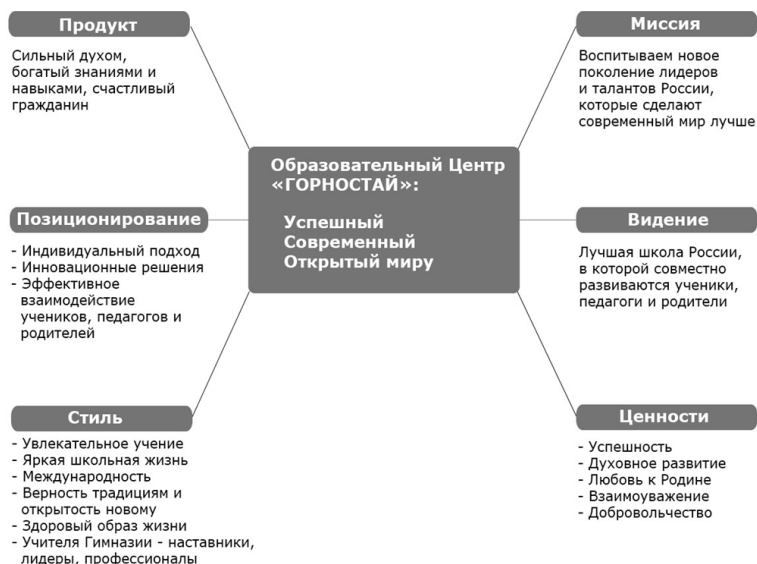 Продукт
Сильный духом,
богатый знаниями и
навыками, счастливый
гражданин
Миссия
Воспитываем новое
поколение лидеров
и талантов России,
которые сделают
современный мир лучше
Образовательный Центр
«ГОРНОСТАЙ»:
Успешный
Современный
Открытый миру
Позиционирование
- Индивидуальный подход
- Инновационные решения
- Эффективное
взаимодействие
учеников, педагогов и
родителей
Видение
Лучшая школа России,
в которой совместно
развиваются ученики,
педагоги и родители
Стиль
- Увлекательное учение
- Яркая школьная жизнь
- Международность
- Верность традициям и
открытость новому
- Здоровый образ жизни
- Учителя Гимназии - наставники,
лидеры, профессионалы
Ценности
- Успешность
- Духовное развитие
- Любовь к Родине
- Взаимоуважение
- Добровольчество